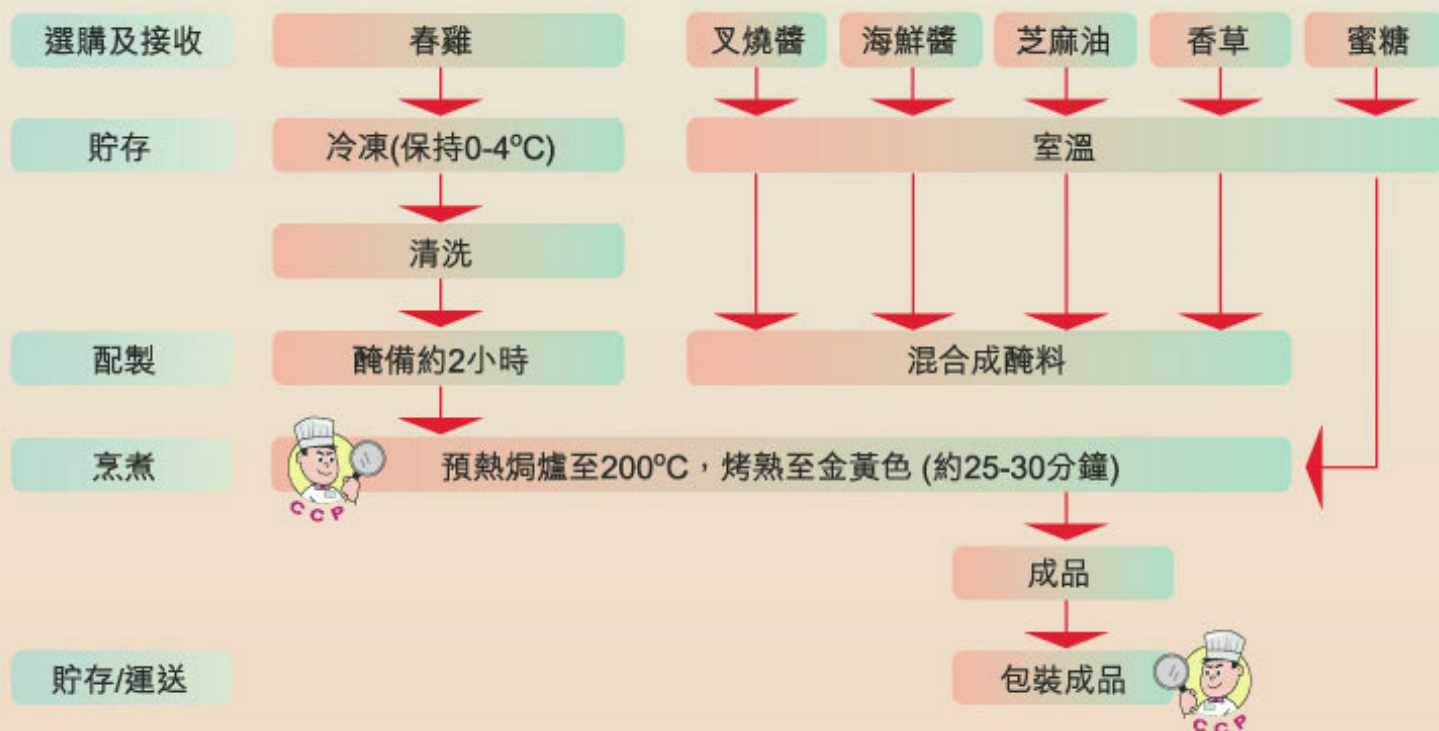 選購及接收
春雞
叉燒醬
海鮮醬
芝麻油
香草
蜜糖
貯存
冷凍(保持0-4ºC)
室溫
清洗
配製
醃備約2小時
混合成醃料
烹煮
預熱焗爐至200ºC，烤熟至金黃色 (約25-30分鐘)
CCP
成品
貯存/運送
包裝成品
CCP